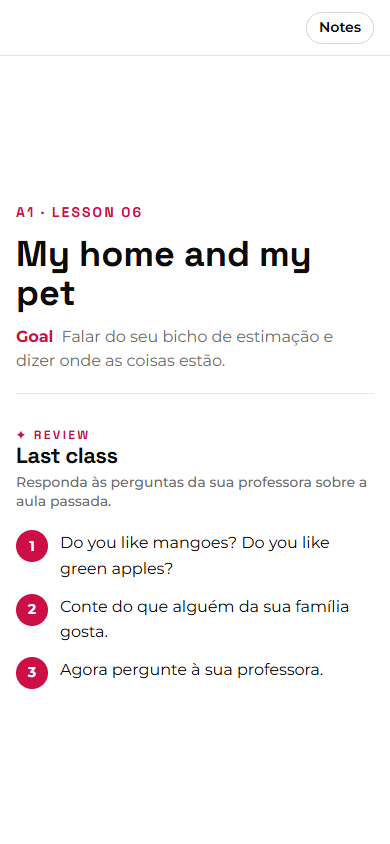 Notes
A1 · LESSON 06
My home and my
pet
Goal Falar do seu bicho de estimação e
dizer onde as coisas estão.
✦ REVIEW
Last class
Responda às perguntas da sua professora sobre a
aula passada.
1 Do you like mangoes? Do you like
green apples?
2 Conte do que alguém da sua família
gosta.
3 Agora pergunte à sua professora.